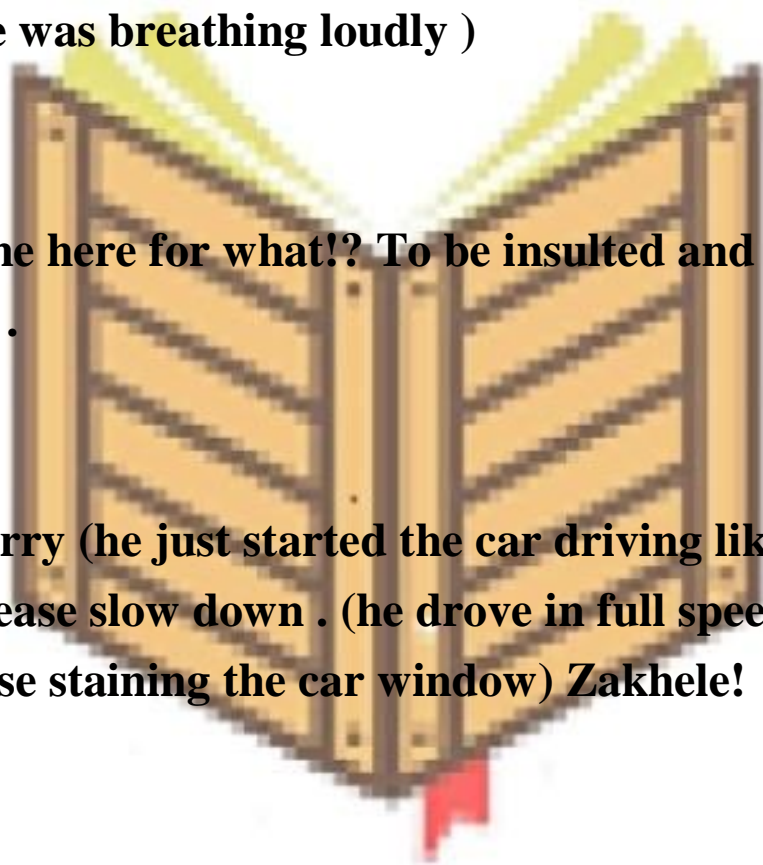 e was breathing loudly )
ne here for what!? To be insulted and
.
rry (he just started the car driving lik
ease slow down . (he drove in full spee
se staining the car window) Zakhele!